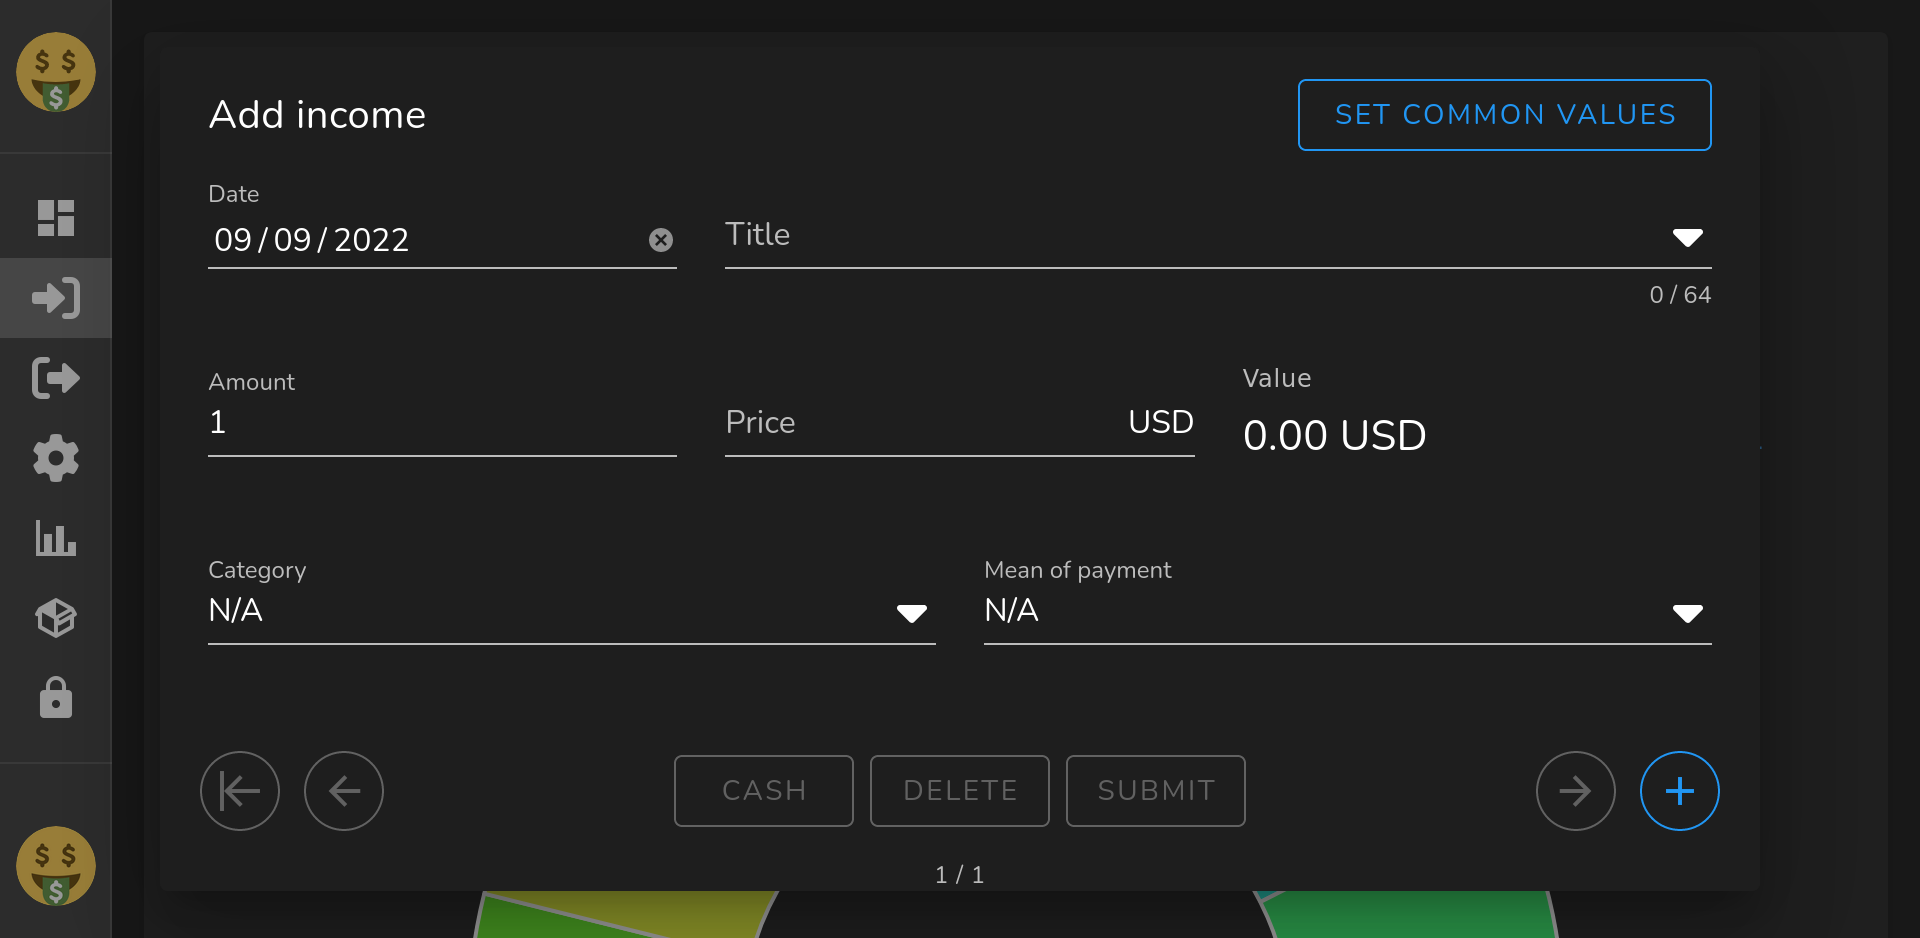 Add income
SET COMMON VALUES
Date
09/09/2022
Title
0 / 64
Amount
1
Price
USD
Value
0.00 USD
Category
N/A
Mean of payment
N/A
CASH
DELETE
SUBMIT
1 / 1